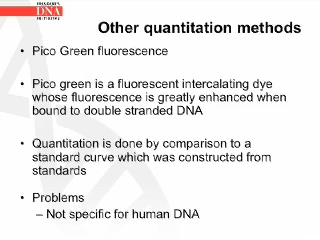 DNA
INITIATIVE
Other quantitation methods
• Pico Green fluorescence
• Pico green is a fluorescent intercalating dye
whose fluorescence is greatly enhanced when
bound to double stranded DNA
• Quantitation is done by comparison to a
standard curve which was constructed from
standards
• Problems
– Not specific for human DNA